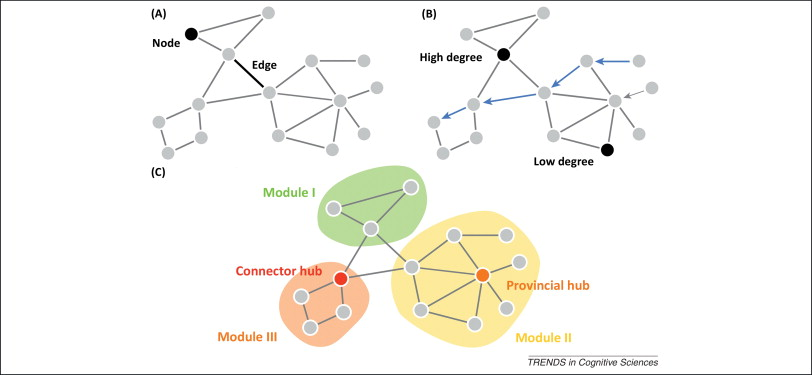 (A)
Node
Edge
(B)
High degree
Low degree
(C)
Module I
Connector hub
Provincial hub
Module III
Module II
TRENDS in Cognitive Sciences